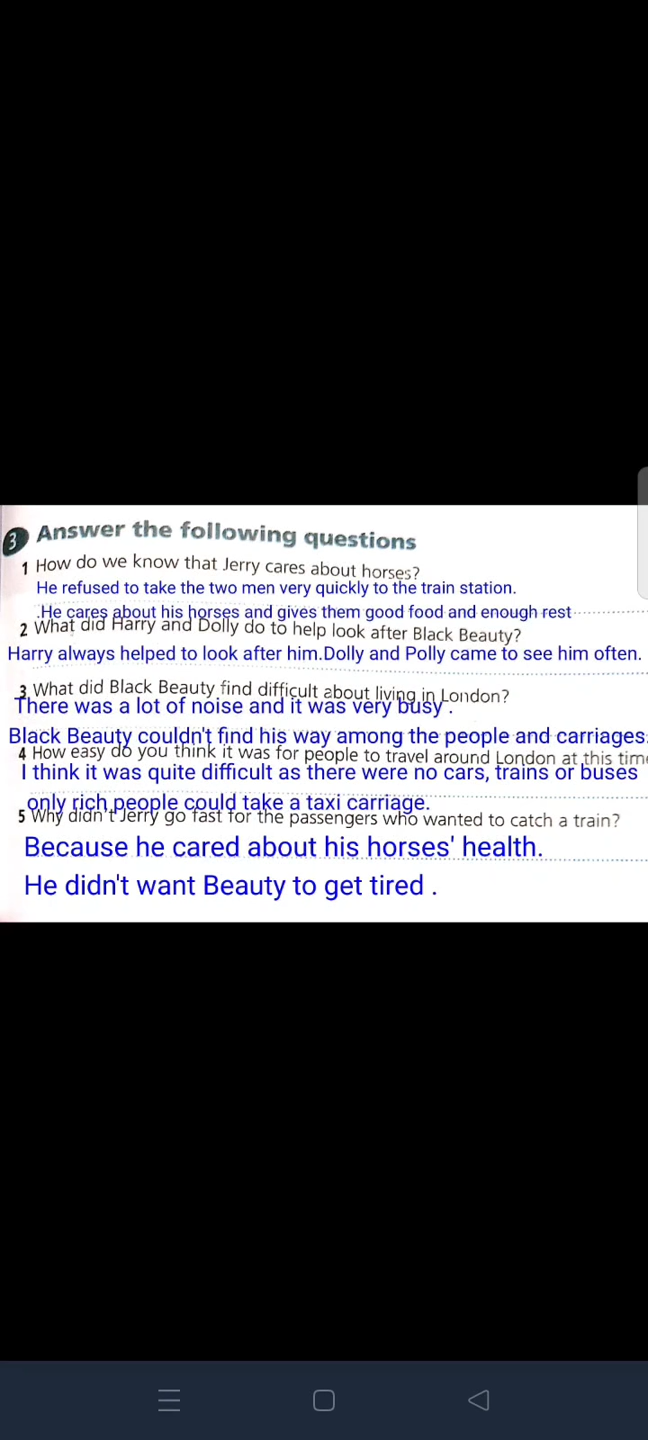 3 Answer the following questions
1 How do we know that Jerry cares about horses?
He refused to take the two men very quickly to the train station.
.He cares about his horses and gives them good food and enough rest
2 What did Harry and Dolly do to help look after Black Beauty?
Harry always helped to look after him.Dolly and Polly came to see him often.
3 What did Black Beauty find difficult about living in London?
There was a lot of noise and it was very busy .
Black Beauty couldn't find his way among the people and carriages.
4 How easy do you think it was for people to travel around London at this time
I think it was quite difficult as there were no cars, trains or buses
only rich people could take a taxi carriage.
5 Why didn't Jerry go fast for the passengers who wanted to catch a train?
Because he cared about his horses' health.
He didn't want Beauty to get tired .